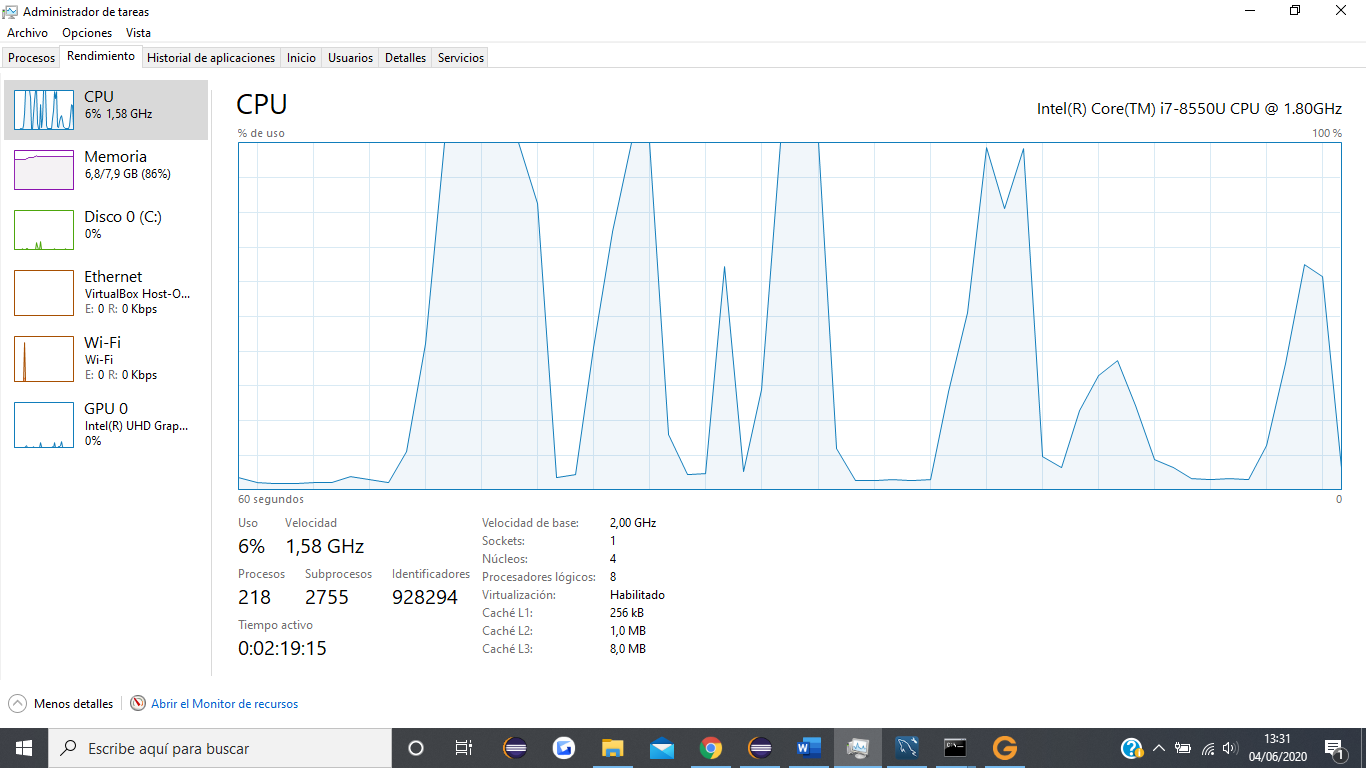 Administrador de tareas
Archivo Opciones Vista
Procesos Rendimiento Historial de aplicaciones Inicio Usuarios Detalles Servicios
CPU
6% 1,58 GHz
Memoria
6,8/7,9 GB (86%)
Disco 0 (C:)
0%
Ethernet
VirtualBox Host-O...
E: 0 R: 0 Kbps
Wi-Fi
Wi-Fi
E: 0 R: 0 Kbps
GPU 0
Intel(R) UHD Grap...
0%
CPU
Intel(R) Core(TM) i7-8550U CPU @ 1.80GHz
% de uso 100 %
60 segundos 0
Uso Velocidad
6% 1,58 GHz
Procesos Subprocesos Identificadores
218 2755 928294
Tiempo activo
0:02:19:15
Velocidad de base: 2,00 GHz
Sockets: 1
Núcleos: 4
Procesadores lógicos: 8
Virtualización: Habilitado
Caché L1: 256 kB
Caché L2: 1,0 MB
Caché L3: 8,0 MB
Menos detalles Abrir el Monitor de recursos
Escribe aquí para buscar
13:31
04/06/2020
1